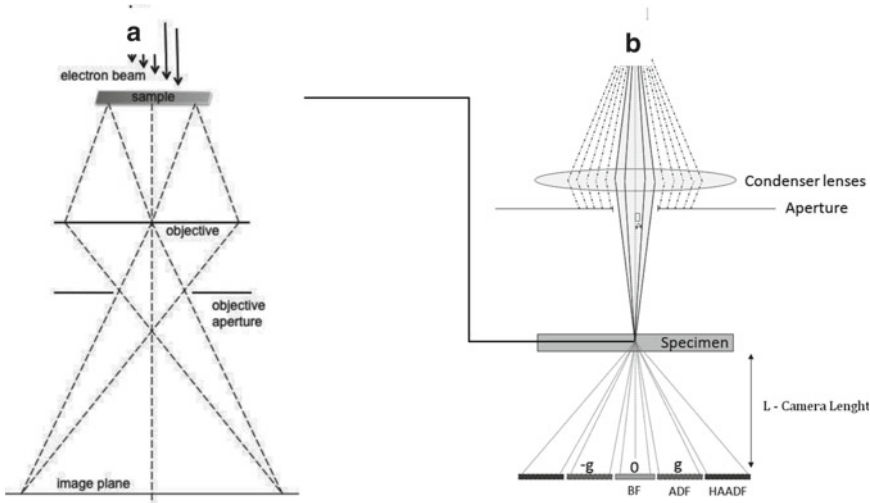 a
electron beam
sample
objective
objective
aperture
image plane
b
Condenser lenses
Aperture
Specimen
L - Camera Lenght
-g 0 g
BF ADF HAADF